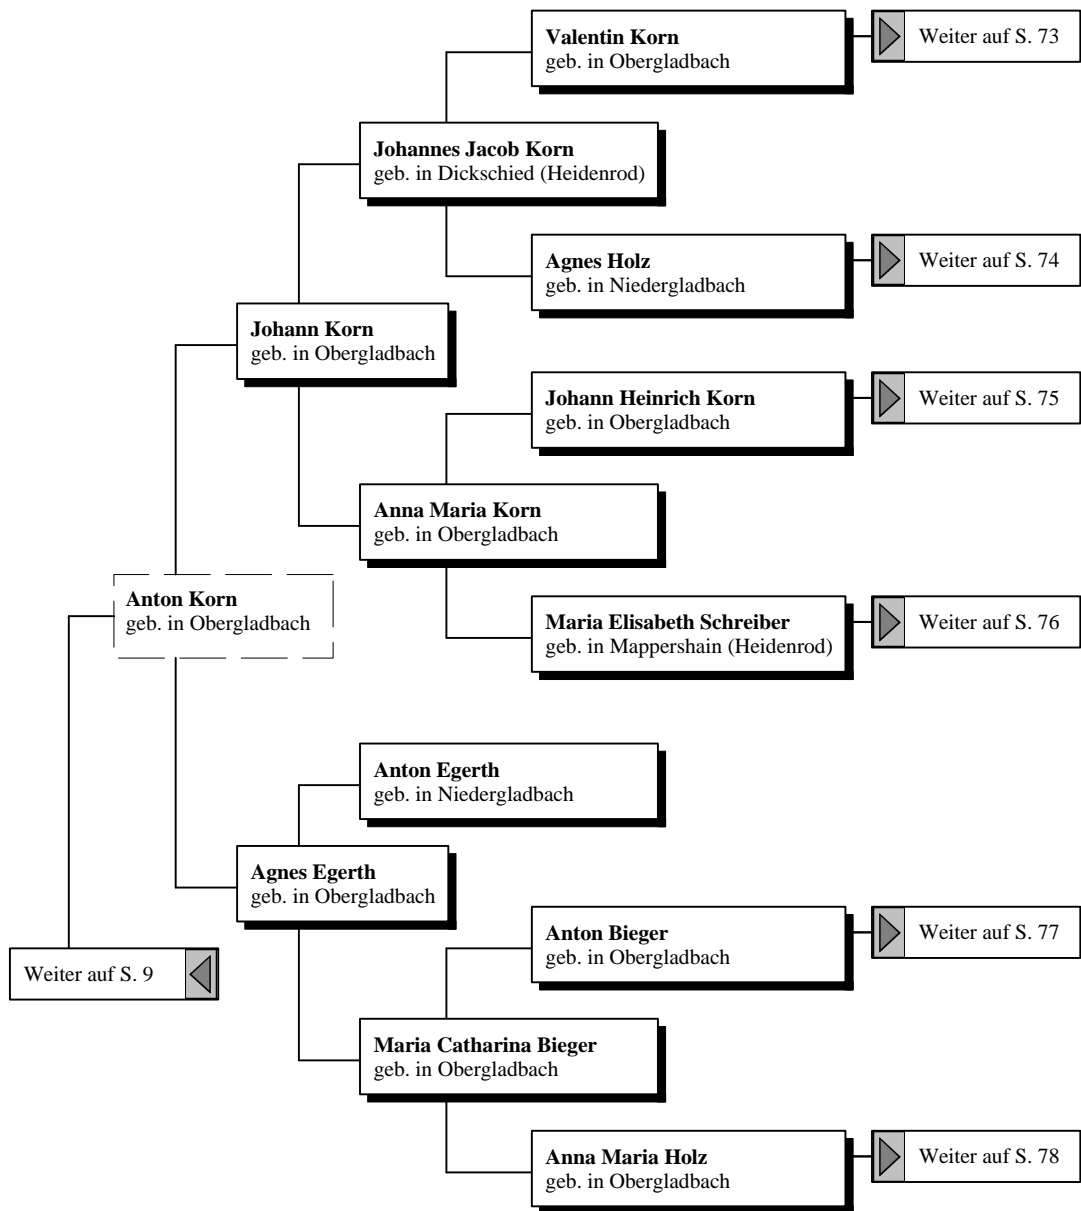 Valentin Korn
geb. in Obergladbach
Weiter auf S. 73
Johannes Jacob Korn
geb. in Dickschied (Heidenrod)
Agnes Holz
geb. in Niedergladbach
Weiter auf S. 74
Johann Korn
geb. in Obergladbach
Johann Heinrich Korn
geb. in Obergladbach
Weiter auf S. 75
Anna Maria Korn
geb. in Obergladbach
Anton Korn
geb. in Obergladbach
Maria Elisabeth Schreiber
geb. in Mappershain (Heidenrod)
Weiter auf S. 76
Anton Egerth
geb. in Niedergladbach
Agnes Egerth
geb. in Obergladbach
Anton Bieger
geb. in Obergladbach
Weiter auf S. 77
Weiter auf S. 9
Maria Catharina Bieger
geb. in Obergladbach
Anna Maria Holz
geb. in Obergladbach
Weiter auf S. 78